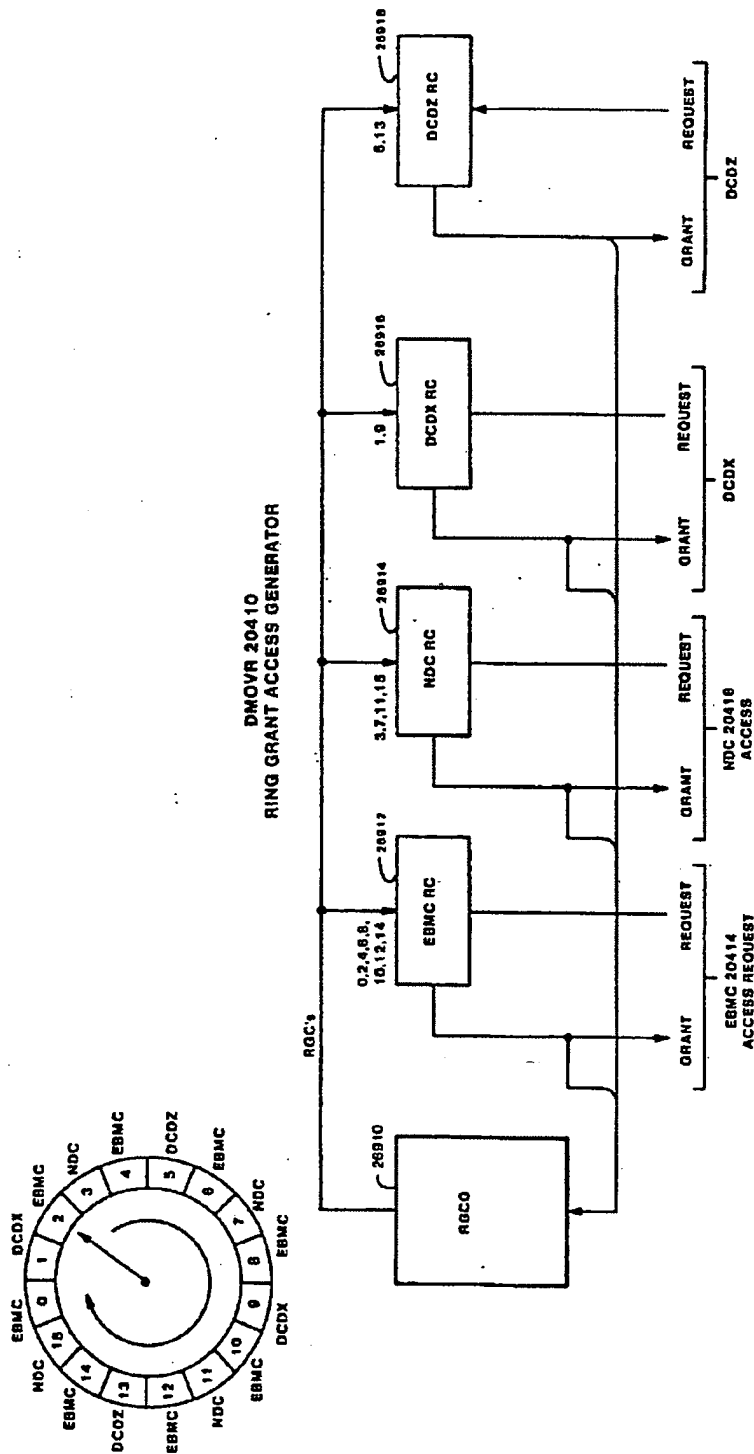 DMOVR 20410
RING GRANT ACCESS GENERATOR
EBMC
DCDX
EBMC
NDC
EBMC
DCDZ
EBMC
NDC
EBMC
DCDX
EBMC
NDC
EBMC
DCDZ
EBMC
NDC
0
1
2
3
4
5
6
7
8
9
10
11
12
13
14
15
RGC's
26910
0,2,4,6,8,
10,12,14
26912
EBMC RC
3,7,11,15
26914
NDC RC
1,9
26916
DCDX RC
5,13
26918
DCDZ RC
GRANT
REQUEST
EBMC 20414
ACCESS REQUEST
GRANT
REQUEST
NDC 20416
ACCESS
GRANT
REQUEST
DCDX
GRANT
REQUEST
DCDZ